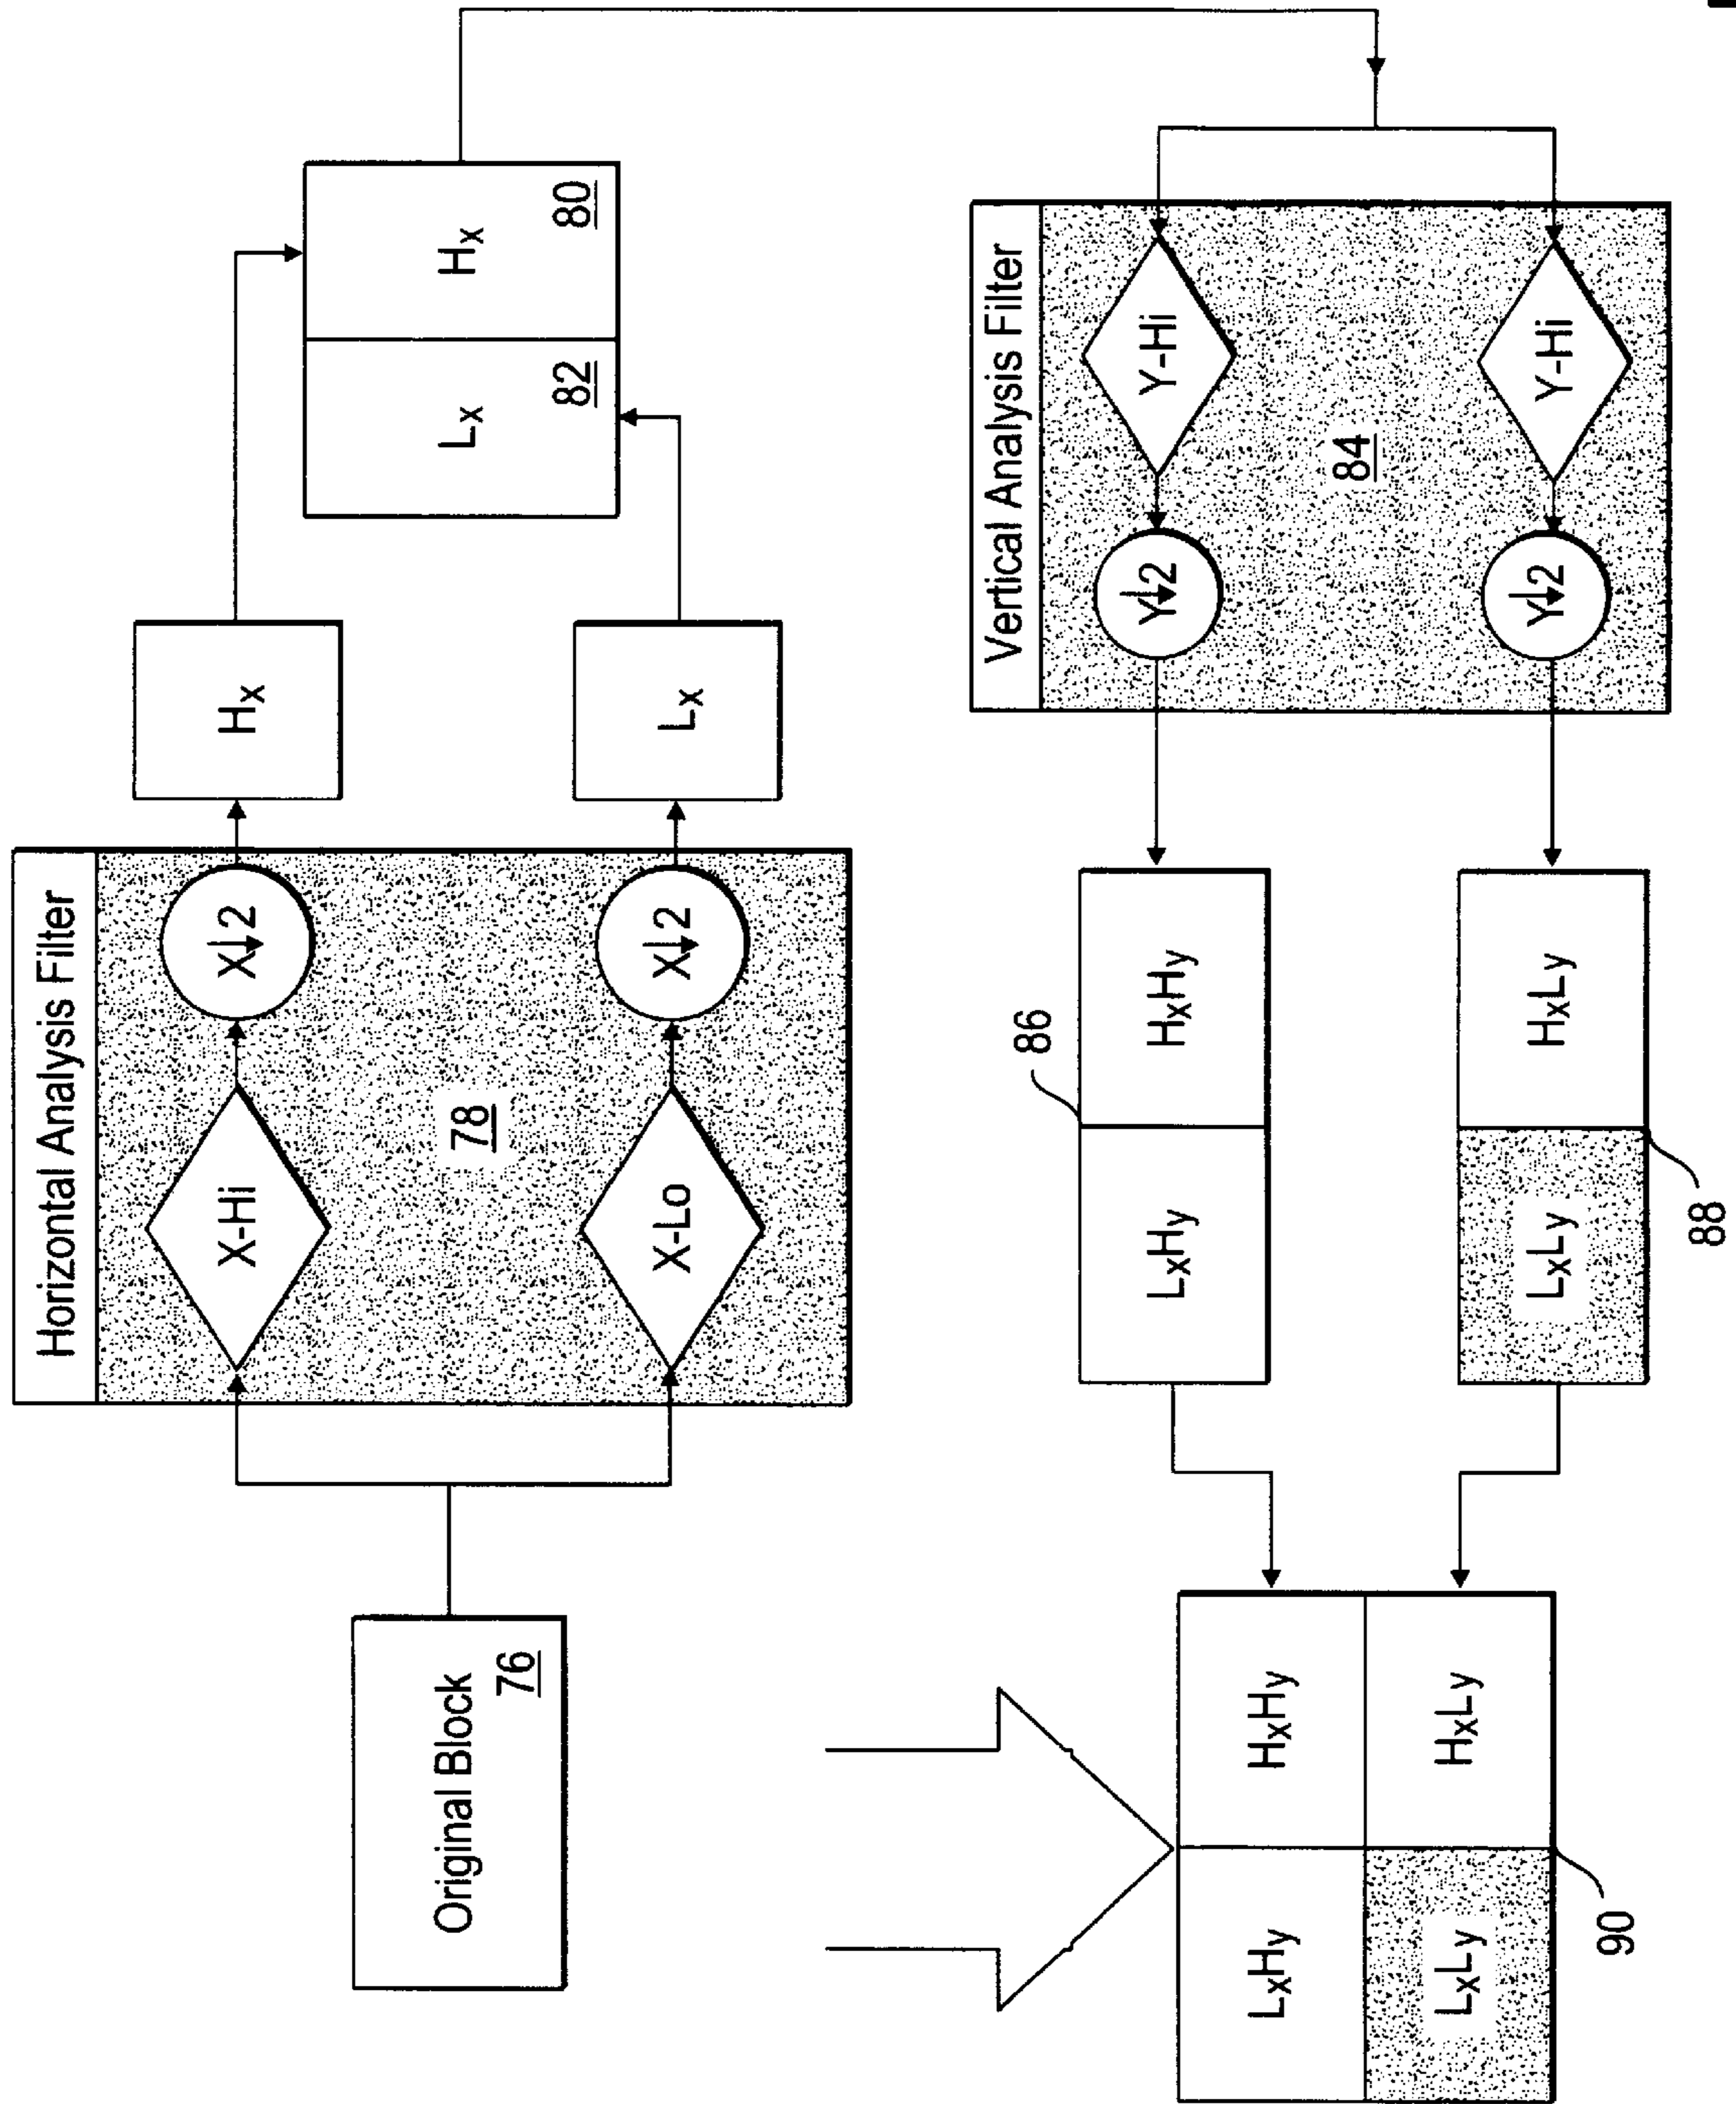 Horizontal Analysis Filter
Original Block
76
X-Hi
X↓2
78
X-Lo
X↓2
Hx
Lx
Lx
82
Hx
80
Vertical Analysis Filter
Y-Hi
Y↓2
84
Y-Hi
Y↓2
86
LxHy
HxHy
LxLy
HxLy
88
LxHy
HxHy
LxLy
HxLy
90